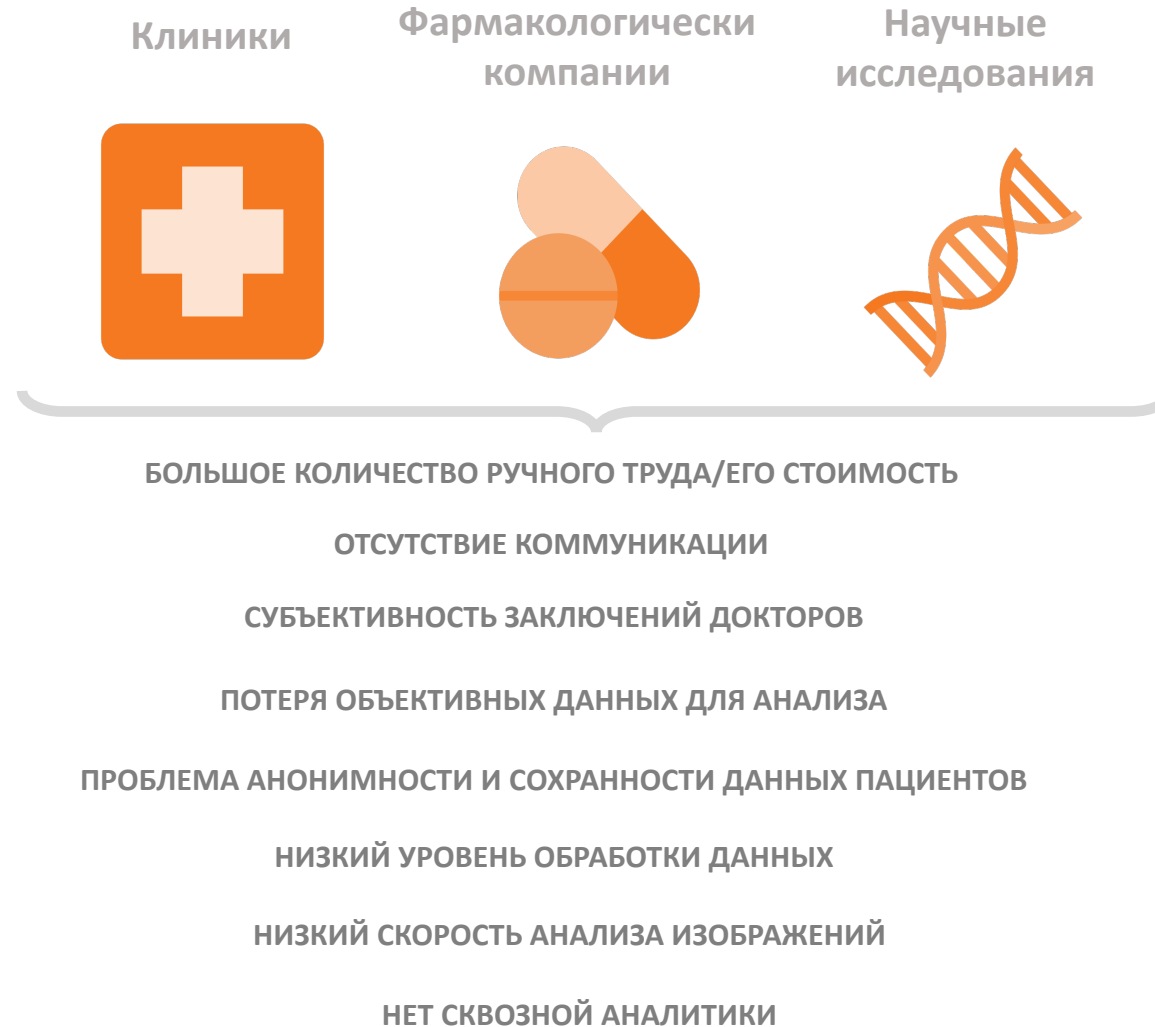 Клиники
Фармакологически
компании
Научные
исследования
БОЛЬШОЕ КОЛИЧЕСТВО РУЧНОГО ТРУДА/ЕГО СТОИМОСТЬ
ОТСУТСТВИЕ КОММУНИКАЦИИ
СУБЪЕКТИВНОСТЬ ЗАКЛЮЧЕНИЙ ДОКТОРОВ
ПОТЕРЯ ОБЪЕКТИВНЫХ ДАННЫХ ДЛЯ АНАЛИЗА
ПРОБЛЕМА АНОНИМНОСТИ И СОХРАННОСТИ ДАННЫХ ПАЦИЕНТОВ
НИЗКИЙ УРОВЕНЬ ОБРАБОТКИ ДАННЫХ
НИЗКИЙ СКОРОСТЬ АНАЛИЗА ИЗОБРАЖЕНИЙ
НЕТ СКВОЗНОЙ АНАЛИТИКИ